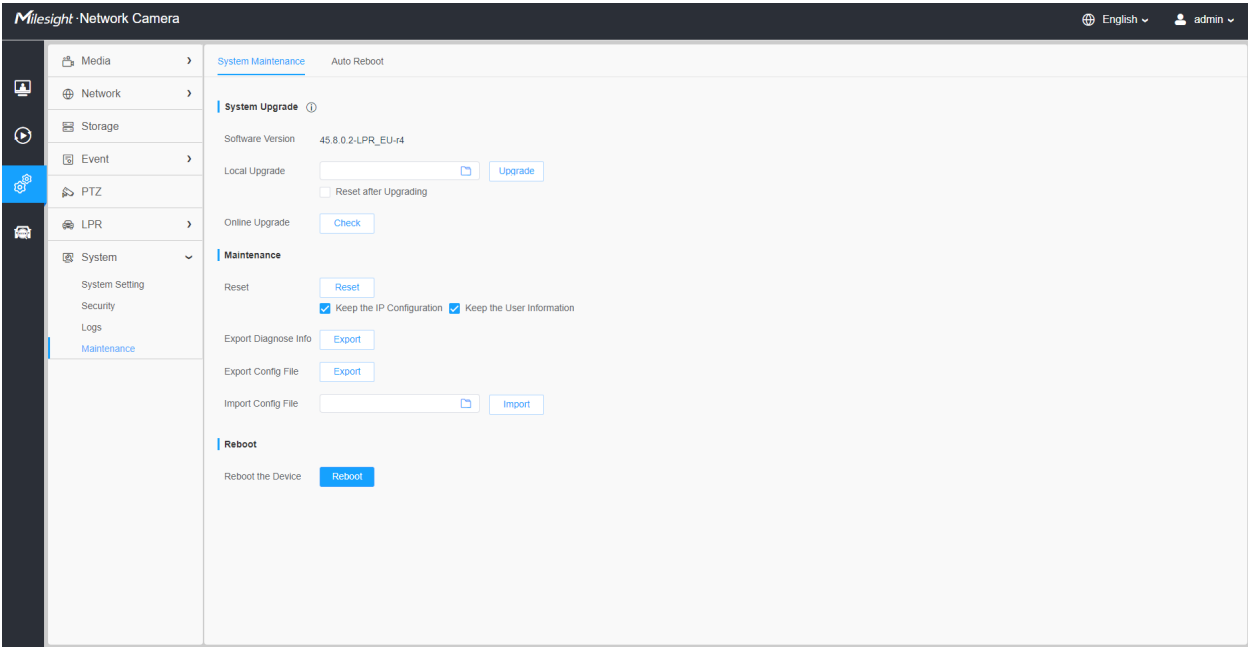 Milesight · Network Camera
English
admin
Media
Network
Storage
Event
PTZ
LPR
System
System Setting
Security
Logs
Maintenance
System Maintenance Auto Reboot
System Upgrade
Software Version 45.8.0.2-LPR_EU-r4
Local Upgrade Upgrade
Reset after Upgrading
Online Upgrade Check
Maintenance
Reset Reset
Keep the IP Configuration Keep the User Information
Export Diagnose Info Export
Export Config File Export
Import Config File Import
Reboot
Reboot the Device Reboot